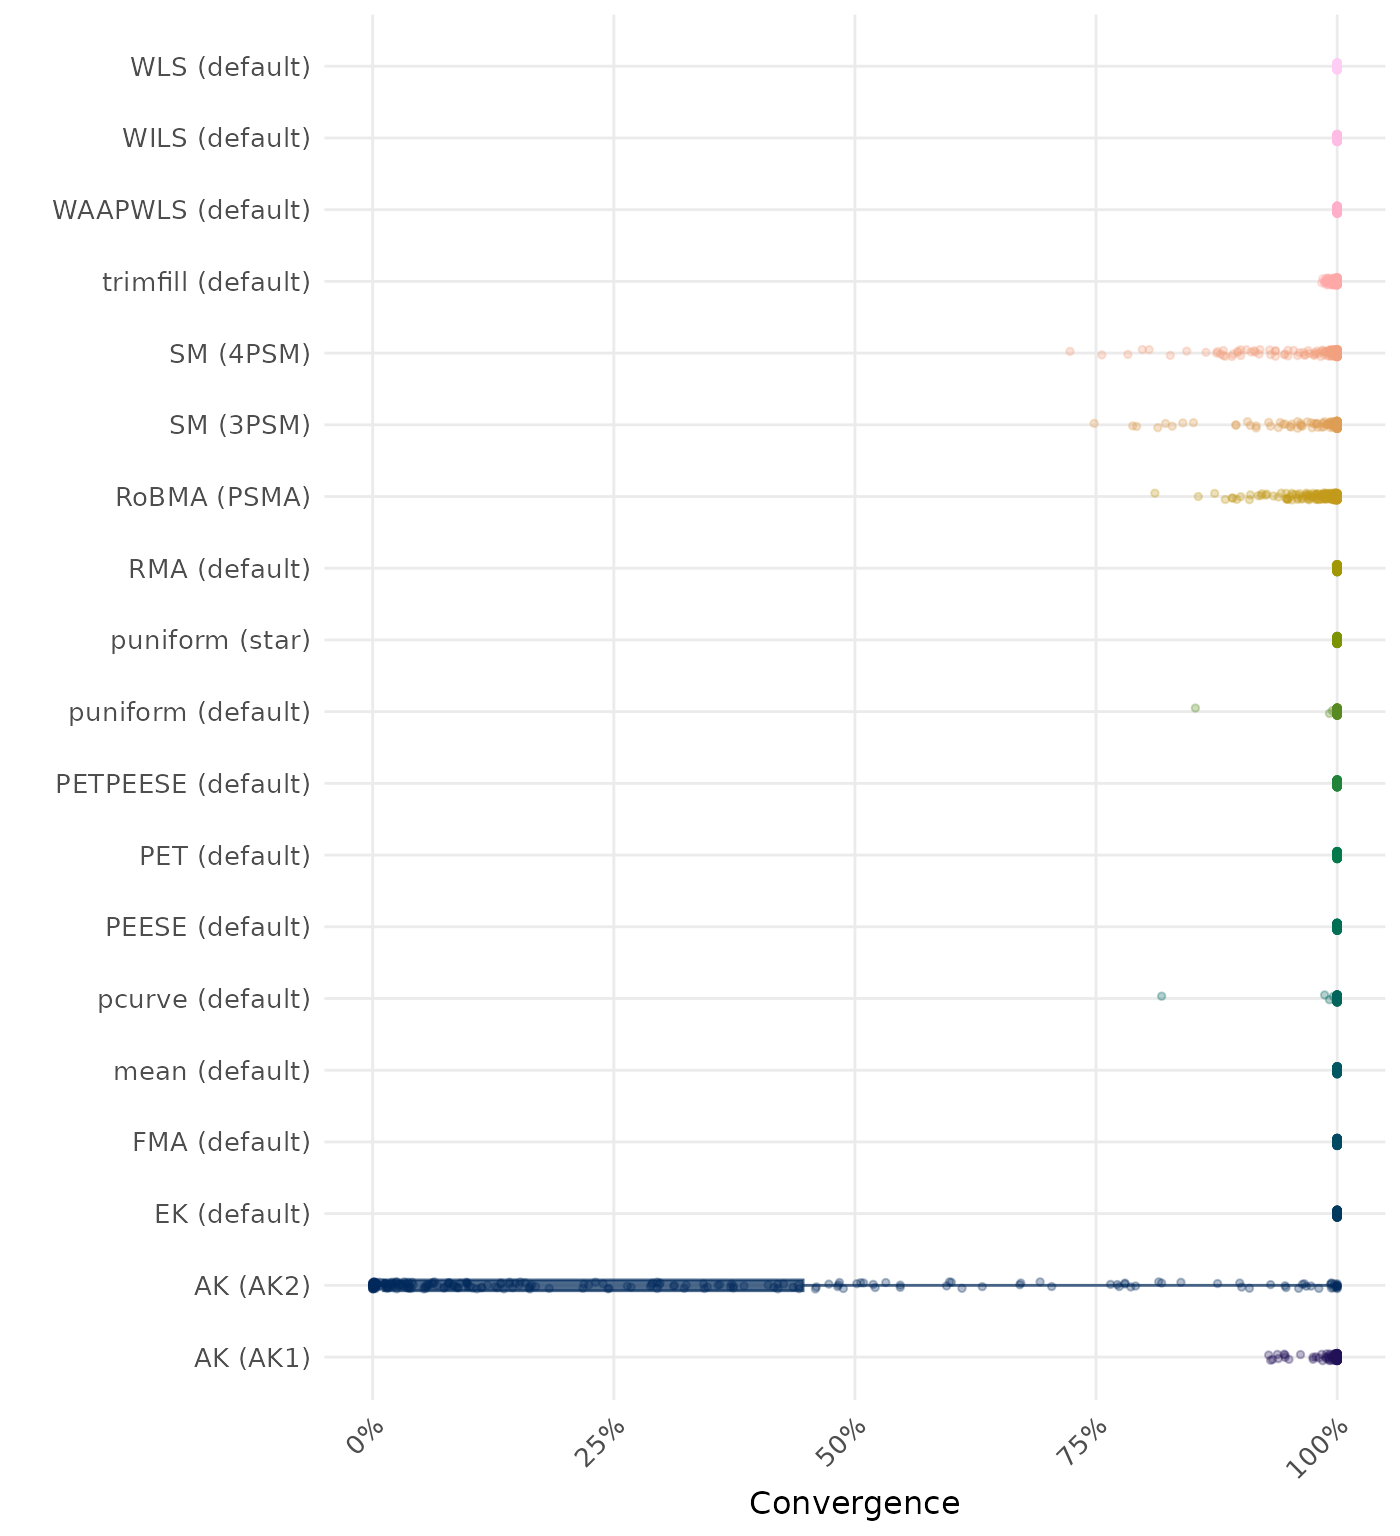 WLS (default)
WILS (default)
WAAPWLS (default)
trimfill (default)
SM (4PSM)
SM (3PSM)
RoBMA (PSMA)
RMA (default)
puniform (star)
puniform (default)
PETPEESE (default)
PET (default)
PEESE (default)
pcurve (default)
mean (default)
FMA (default)
EK (default)
AK (AK2)
AK (AK1)
0% 25% 50% 75% 100%
Convergence